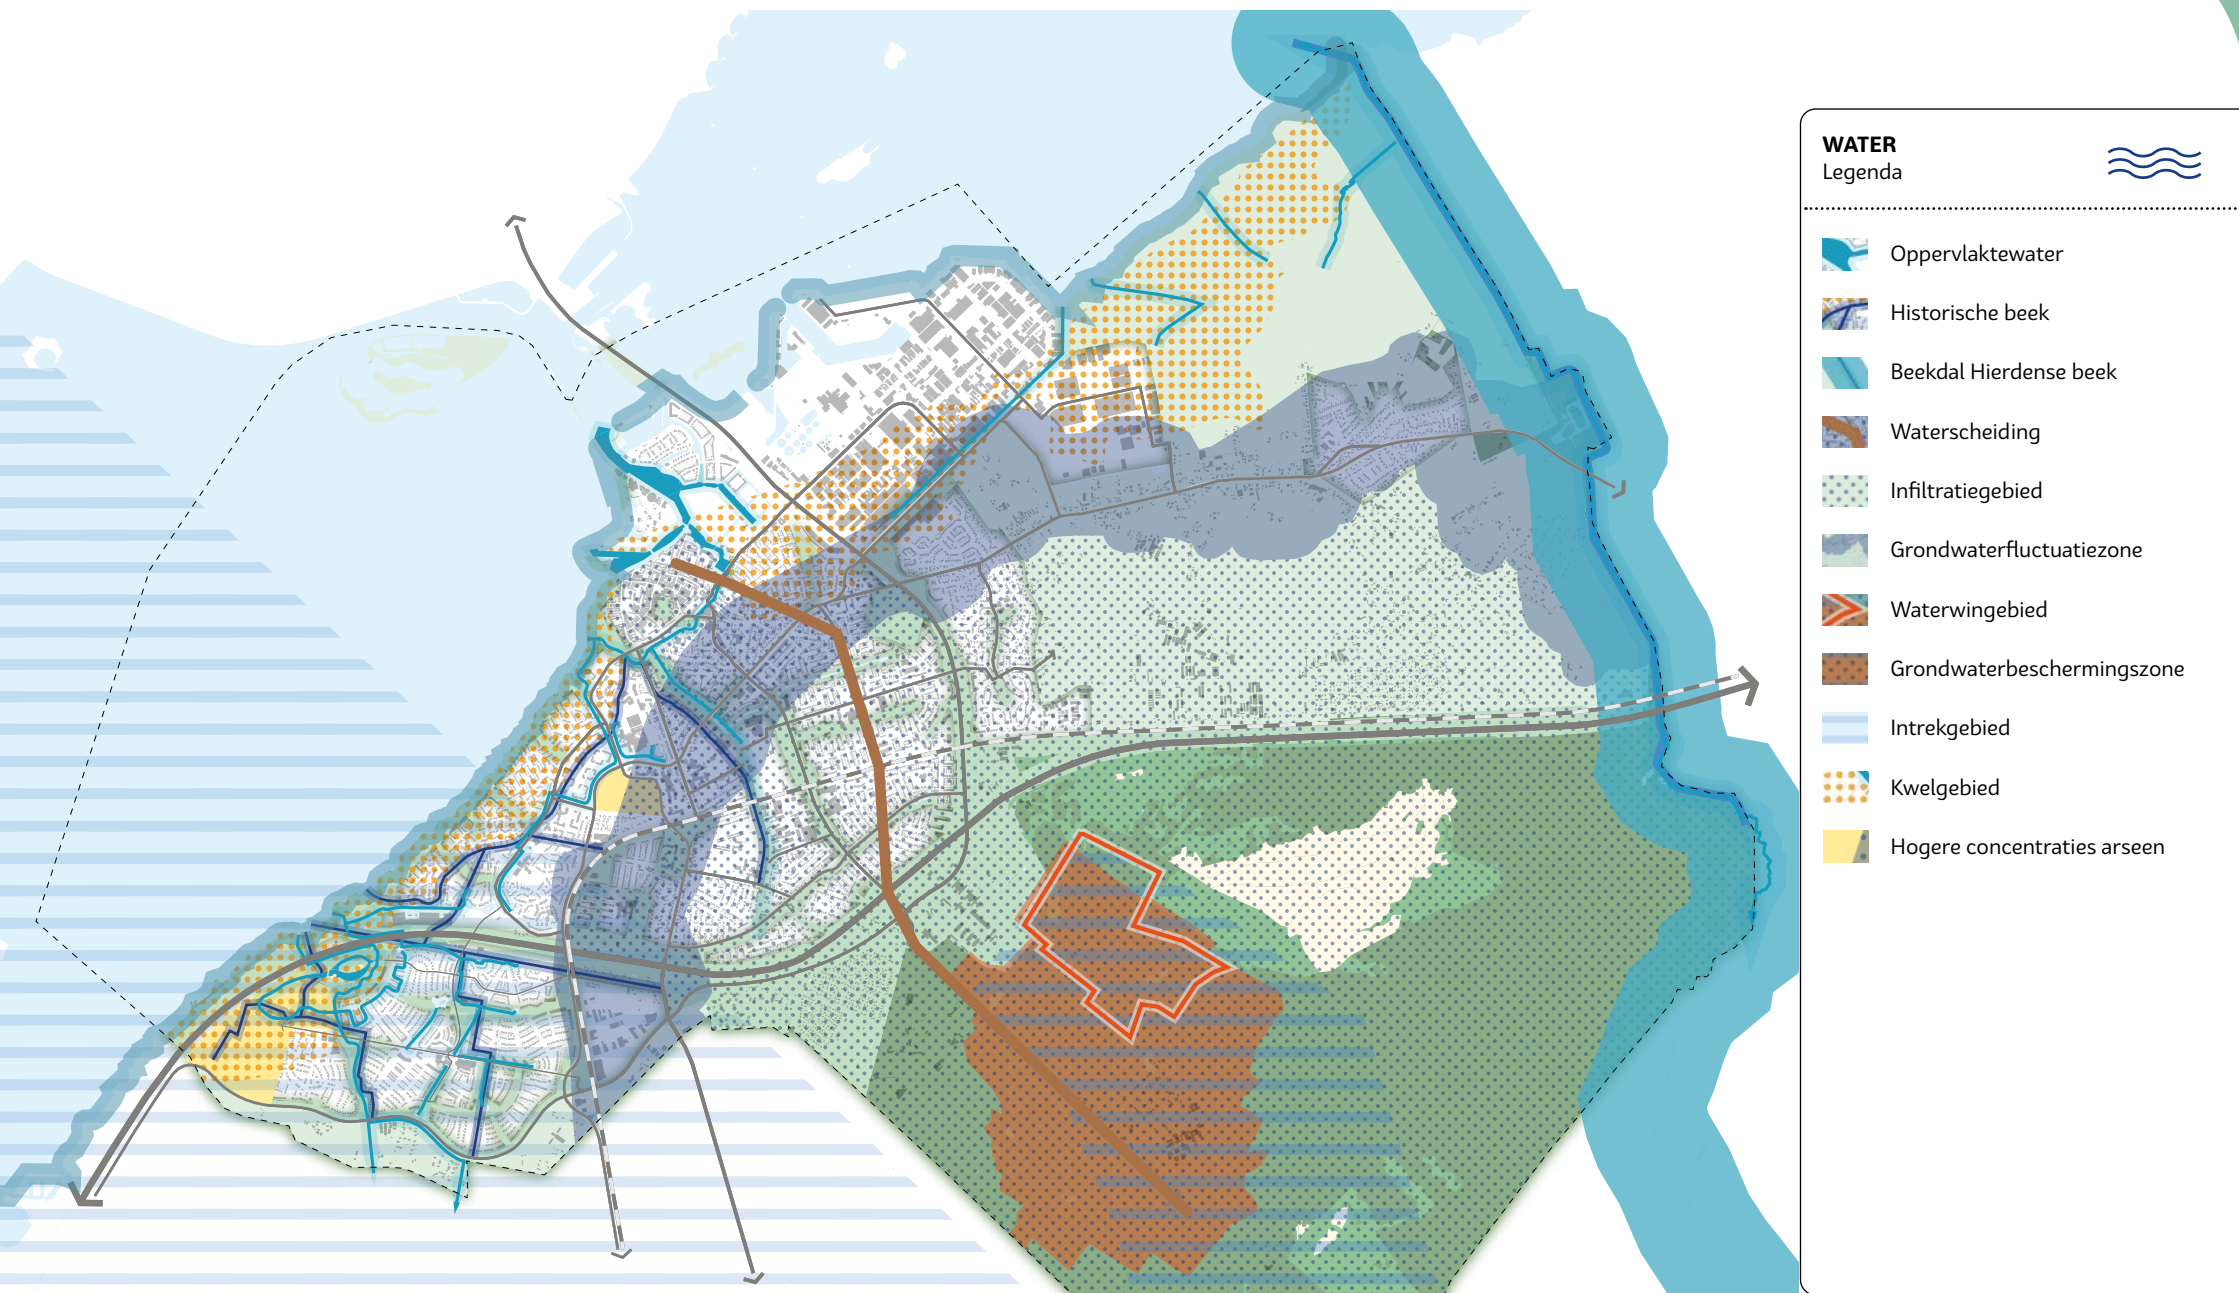 WATER
Legenda
Oppervlaktewater
Historische beek
Beekdal Hierdense beek
Waterscheiding
Infiltratiegebied
Grondwaterfluctuatiezone
Waterwingebied
Grondwaterbeschermingszone
Intrekgebied
Kwelgebied
Hogere concentraties arseen